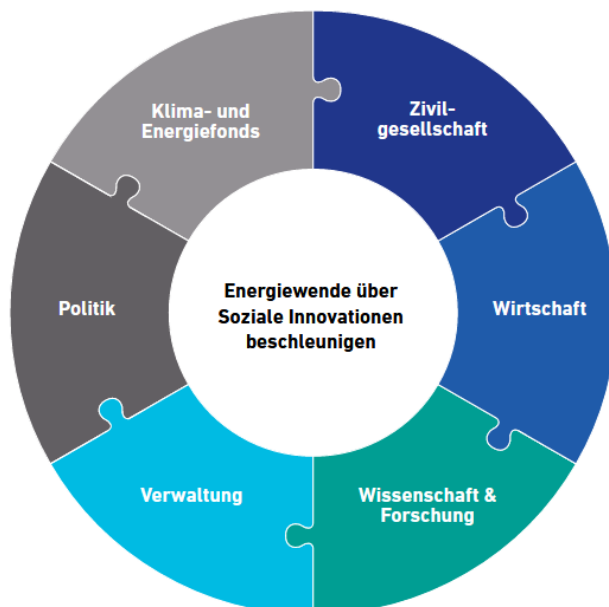 Klima- und
Energiefonds
Zivil-
gesellschaft
Politik
Energiewende über
Soziale Innovationen
beschleunigen
Wirtschaft
Verwaltung
Wissenschaft &
Forschung